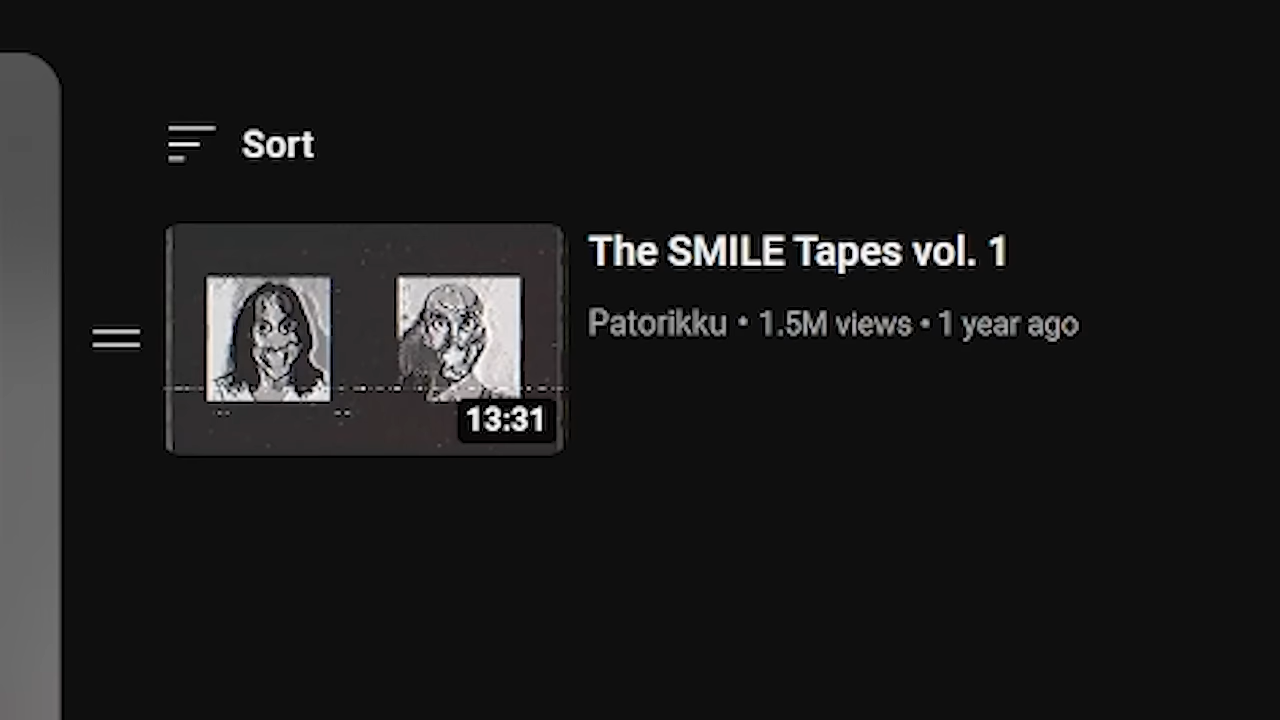 Sort
The SMILE Tapes vol. 1
Patorikku • 1.5M views • 1 year ago
13:31